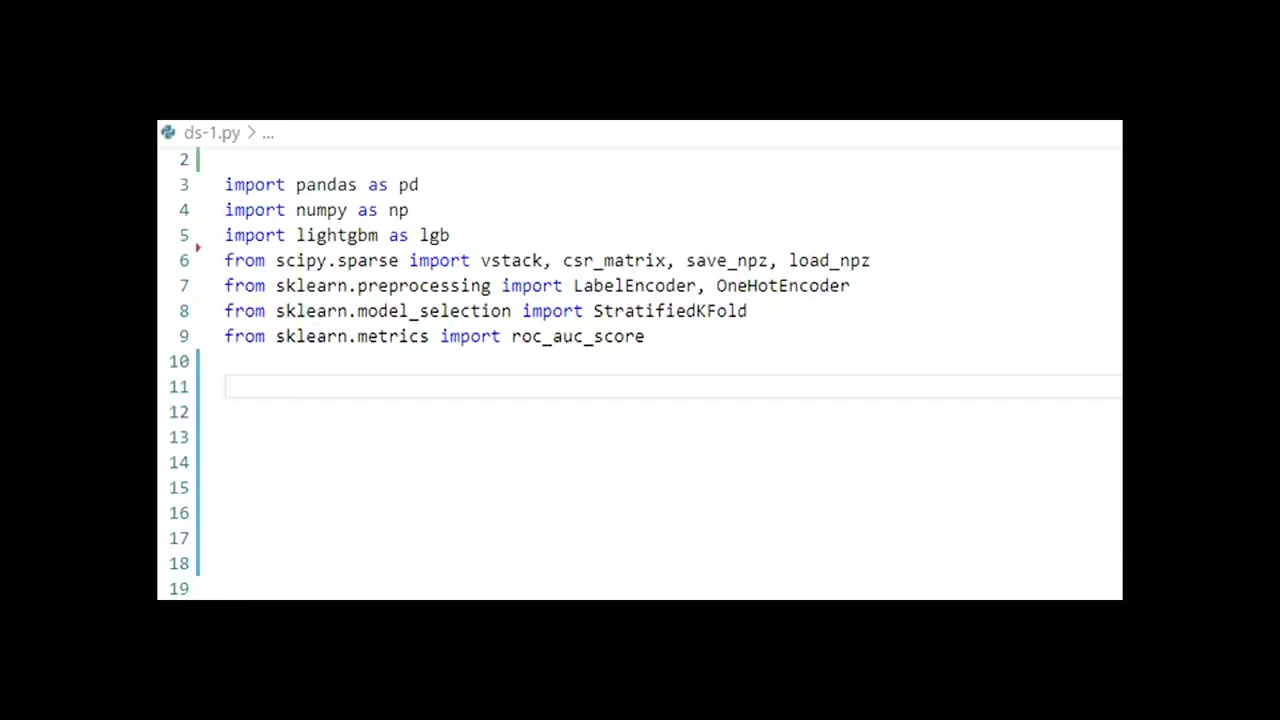 ds-1.py > ...
2
3 import pandas as pd
4 import numpy as np
5 import lightgbm as lgb
6 from scipy.sparse import vstack, csr_matrix, save_npz, load_npz
7 from sklearn.preprocessing import LabelEncoder, OneHotEncoder
8 from sklearn.model_selection import StratifiedKFold
9 from sklearn.metrics import roc_auc_score
10
11
12
13
14
15
16
17
18
19